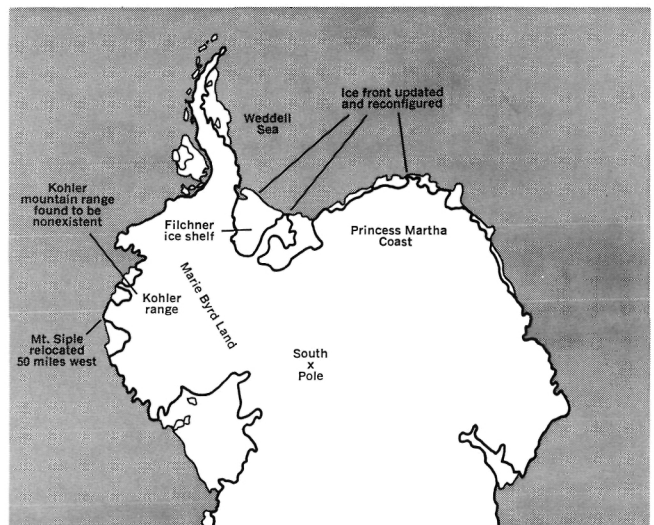 Ice front updated
and reconfigured
Weddell
Sea
Kohler
mountain range
found to be
nonexistent
Filchner
ice shelf
Princess Martha
Coast
Kohler
range
Marie Byrd Land
Mt. Siple
relocated
50 miles west
South
x
Pole